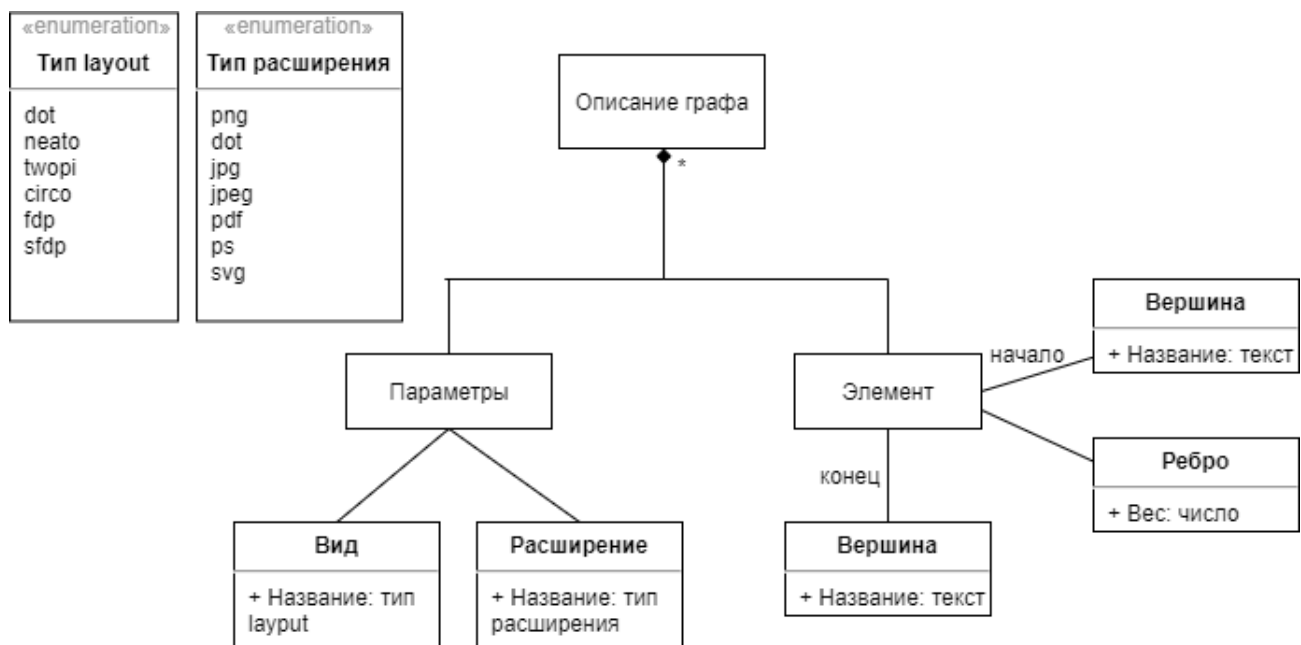 «enumeration»
Тип layout
dot
neato
twopi
circo
fdp
sfdp
«enumeration»
Тип расширения
png
dot
jpg
jpeg
pdf
ps
svg
Описание графа
*
Параметры
Элемент
начало
конец
Вершина
+ Название: текст
Ребро
+ Вес: число
Вид
+ Название: тип
layput
Расширение
+ Название: тип
расширения
Вершина
+ Название: текст